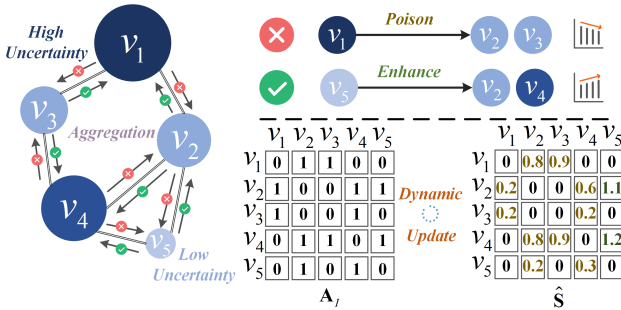 High
Uncertainty
v1
v3
Aggregation
v2
v4
v5
Low
Uncertainty
v1
Poison
v2 v3
v5
Enhance
v2 v4
v1 v2 v3 v4 v5
v1 0 1 1 0 0
v2 1 0 0 1 1
v3 1 0 0 1 0
v4 0 1 1 0 1
v5 0 1 0 1 0
A_I
Dynamic
Update
v1 v2 v3 v4 v5
v1 0 0.8 0.9 0 0
v2 0.2 0 0 0.6 1.1
v3 0.2 0 0 0.2 0
v4 0 0.8 0.9 0 1.2
v5 0 0.2 0 0.3 0
Ŝ